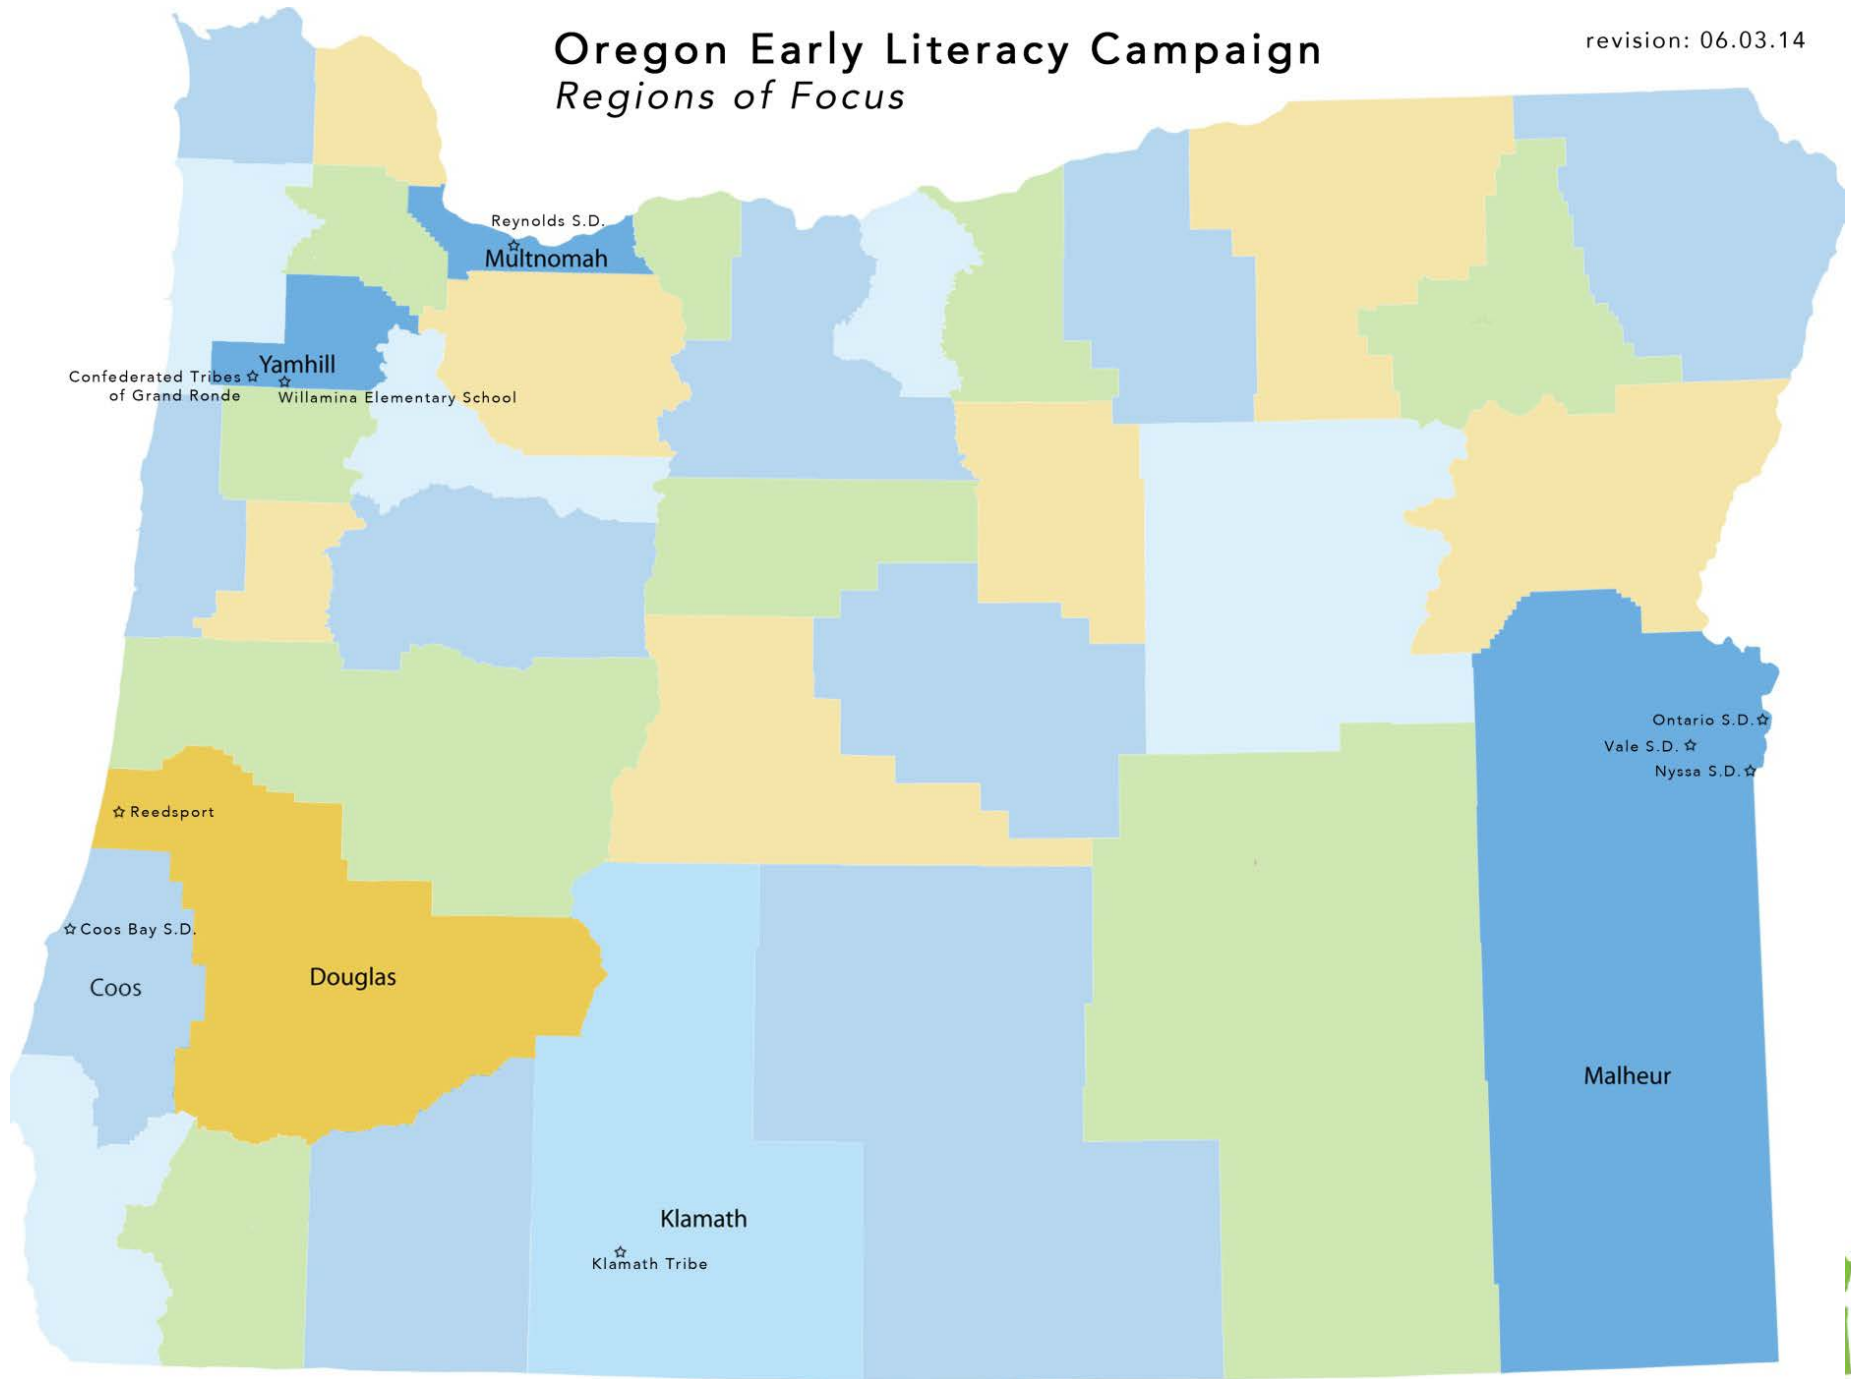 Oregon Early Literacy Campaign
Regions of Focus
revision: 06.03.14
Reynolds S.D.
Multnomah
Yamhill
Confederated Tribes
of Grand Ronde
Willamina Elementary School
Ontario S.D.
Vale S.D.
Nyssa S.D.
Reedsport
Coos Bay S.D.
Douglas
Coos
Malheur
Klamath
Klamath Tribe